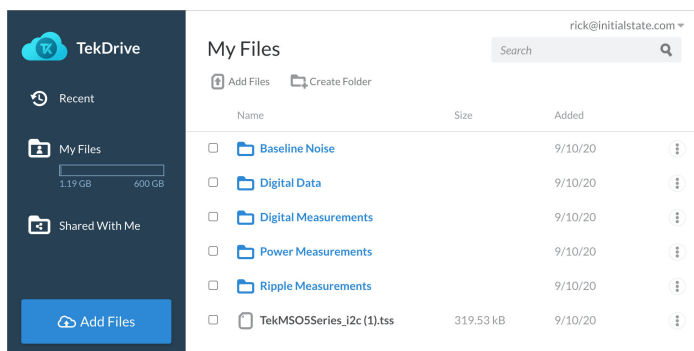 rick@initialstate.com
TK TekDrive
My Files
Search
Add Files Create Folder
Recent
Name Size Added
My Files
1.19 GB 600 GB
Shared With Me
Baseline Noise 9/10/20
Digital Data 9/10/20
Digital Measurements 9/10/20
Power Measurements 9/10/20
Ripple Measurements 9/10/20
TekMSO5Series_i2c (1).tss 319.53 kB 9/10/20
Add Files